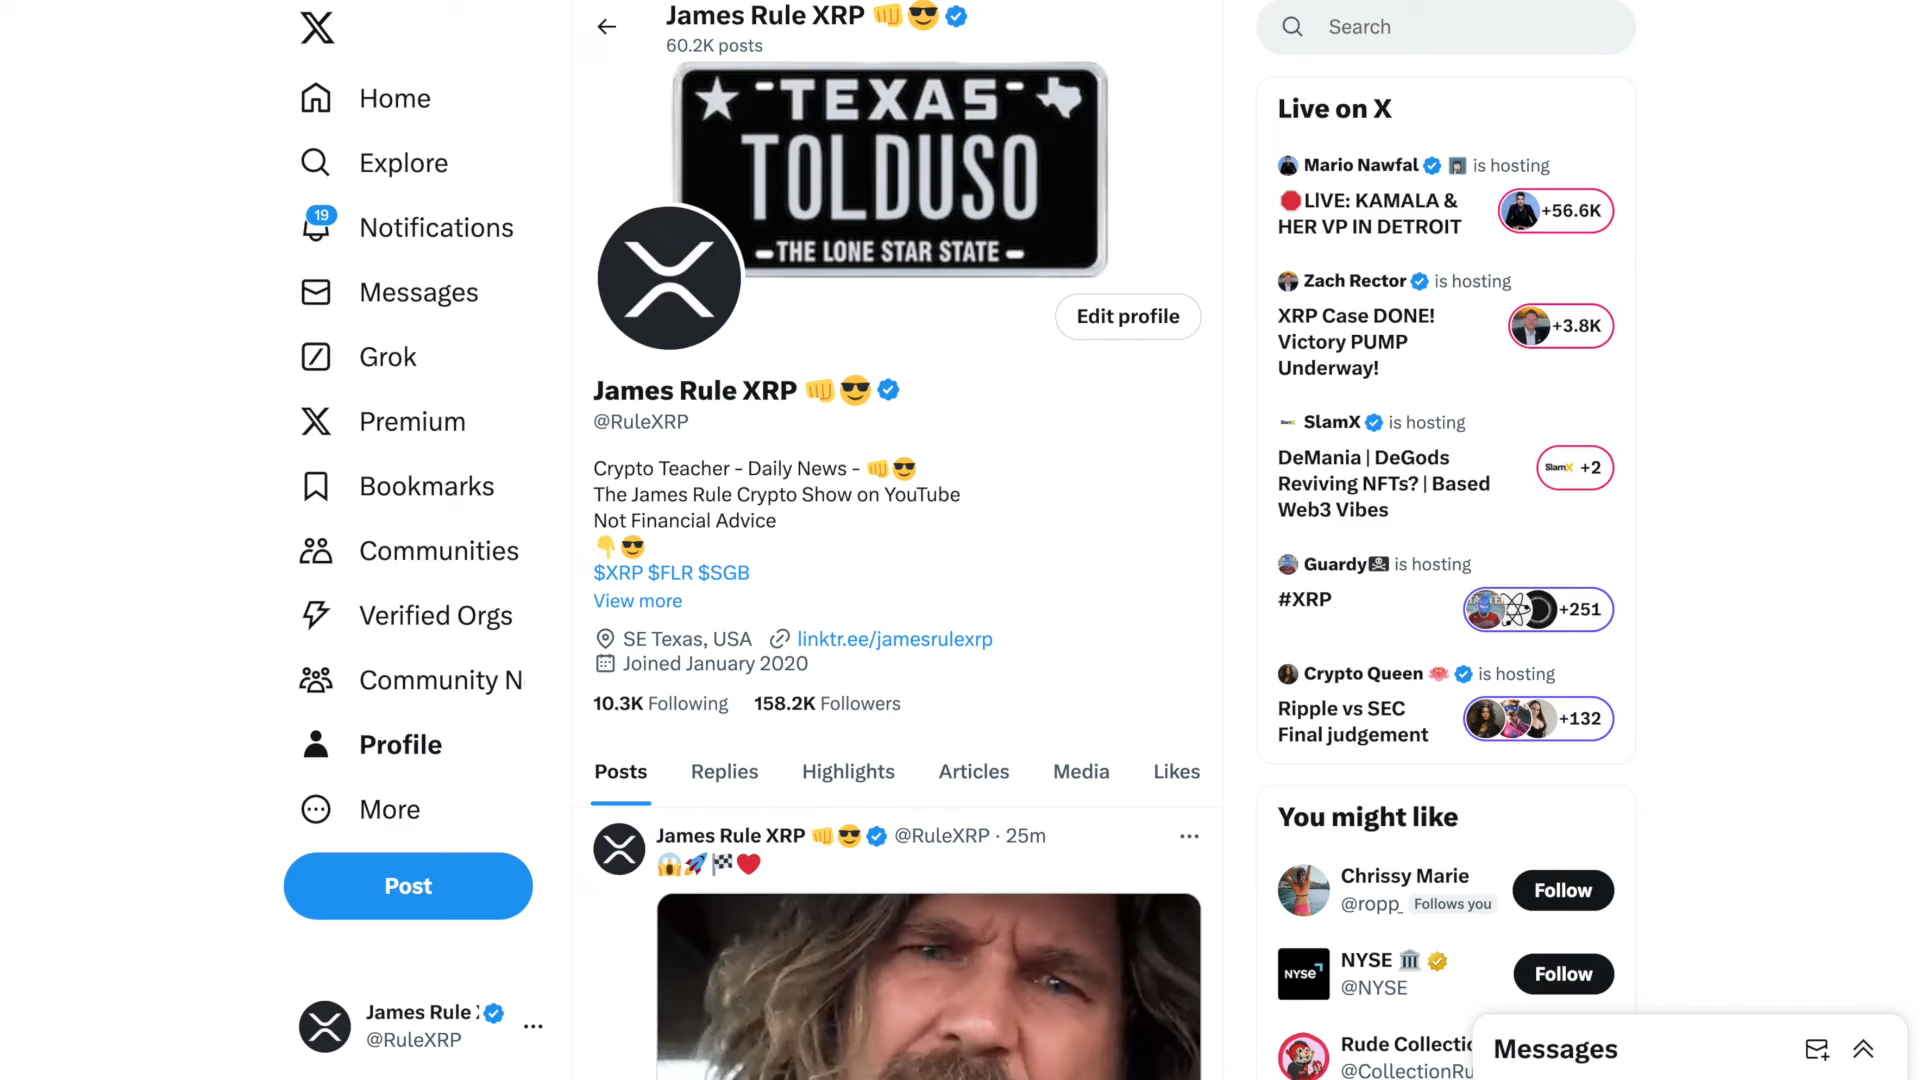 Home
Explore
19
Notifications
Messages
Grok
Premium
Bookmarks
Communities
Verified Orgs
Community N
Profile
More
Post
James Rule
@RuleXRP
James Rule XRP 👊😎
60.2K posts
TEXAS
TOLDUSO
THE LONE STAR STATE
Edit profile
James Rule XRP 👊😎
@RuleXRP
Crypto Teacher - Daily News - 👊😎
The James Rule Crypto Show on YouTube
Not Financial Advice
👇😎
$XRP $FLR $SGB
View more
SE Texas, USA linktr.ee/jamesrulexrp
Joined January 2020
10.3K Following 158.2K Followers
Posts Replies Highlights Articles Media Likes
James Rule XRP 👊😎 @RuleXRP · 25m
😱🚀🏁❤️
Search
Live on X
Mario Nawfal is hosting
🛑LIVE: KAMALA &
HER VP IN DETROIT
+56.6K
Zach Rector is hosting
XRP Case DONE!
Victory PUMP
Underway!
+3.8K
SlamX is hosting
DeMania | DeGods
Reviving NFTs? | Based
Web3 Vibes
SlamX +2
Guardy is hosting
#XRP
+251
Crypto Queen 🪷 is hosting
Ripple vs SEC
Final judgement
+132
You might like
Chrissy Marie
@ropp_ Follows you
Follow
NYSE
NYSE 🏛
@NYSE
Follow
Rude Collectic
@CollectionRu
Messages